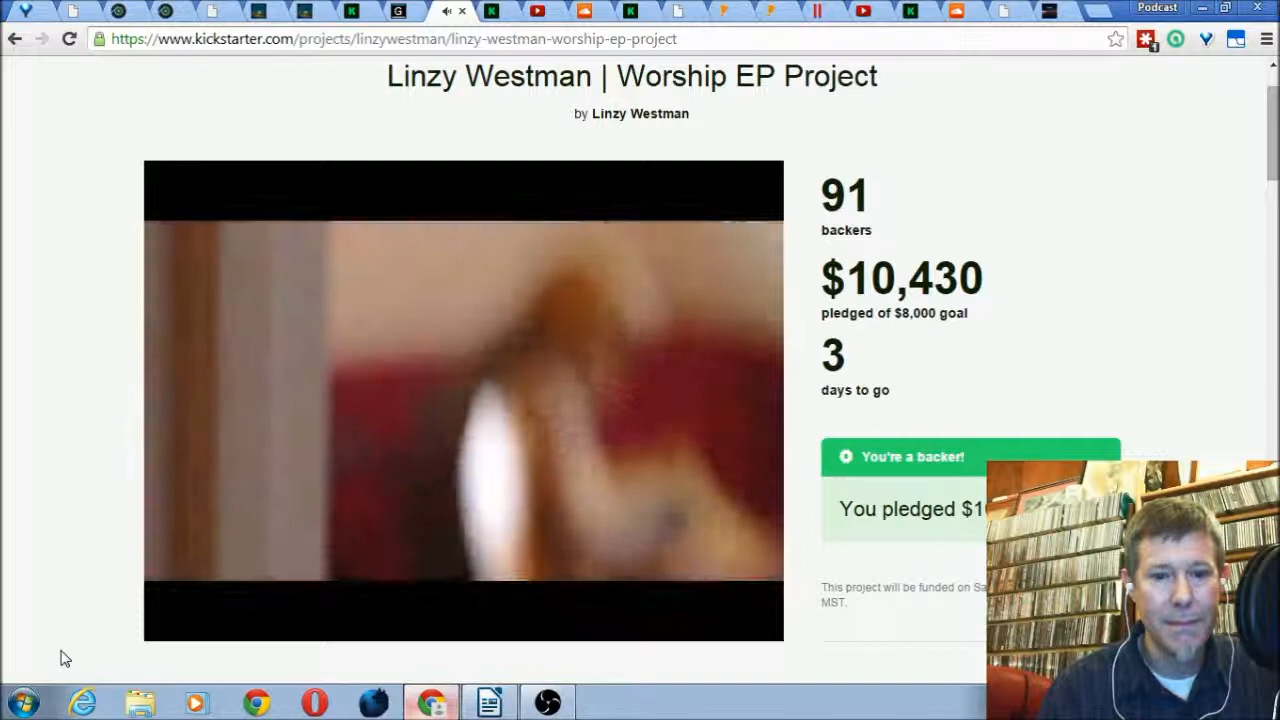 Podcast
https://www.kickstarter.com/projects/linzywestman/linzy-westman-worship-ep-project
1
Linzy Westman | Worship EP Project
by Linzy Westman
91
backers
$10,430
pledged of $8,000 goal
3
days to go
You're a backer!
You pledged
This project will be funded on
MST.